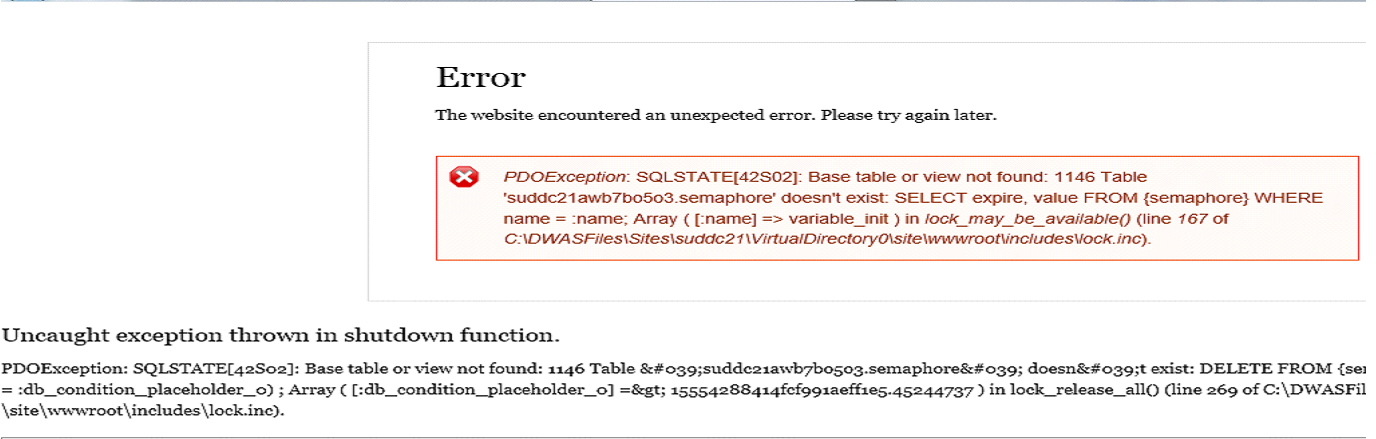 Error
The website encountered an unexpected error. Please try again later.
PDOException: SQLSTATE[42S02]: Base table or view not found: 1146 Table
'suddc21awb7bo5o3.semaphore' doesn't exist: SELECT expire, value FROM {semaphore} WHERE
name = :name; Array ( [:name] => variable_init ) in lock_may_be_available() (line 167 of
C:\DWASFiles\Sites\suddc21\VirtualDirectory0\site\wwwroot\includes\lock.inc).
Uncaught exception thrown in shutdown function.
PDOException: SQLSTATE[42S02]: Base table or view not found: 1146 Table &#039;suddc21awb7bo5o3.semaphore&#039; doesn&#039;t exist: DELETE FROM {se
= :db_condition_placeholder_0) ; Array ( [:db_condition_placeholder_0] =&gt; 15554288414fcf991aeff1e5.45244737 ) in lock_release_all() (line 269 of C:\DWASFil
\site\wwwroot\includes\lock.inc).